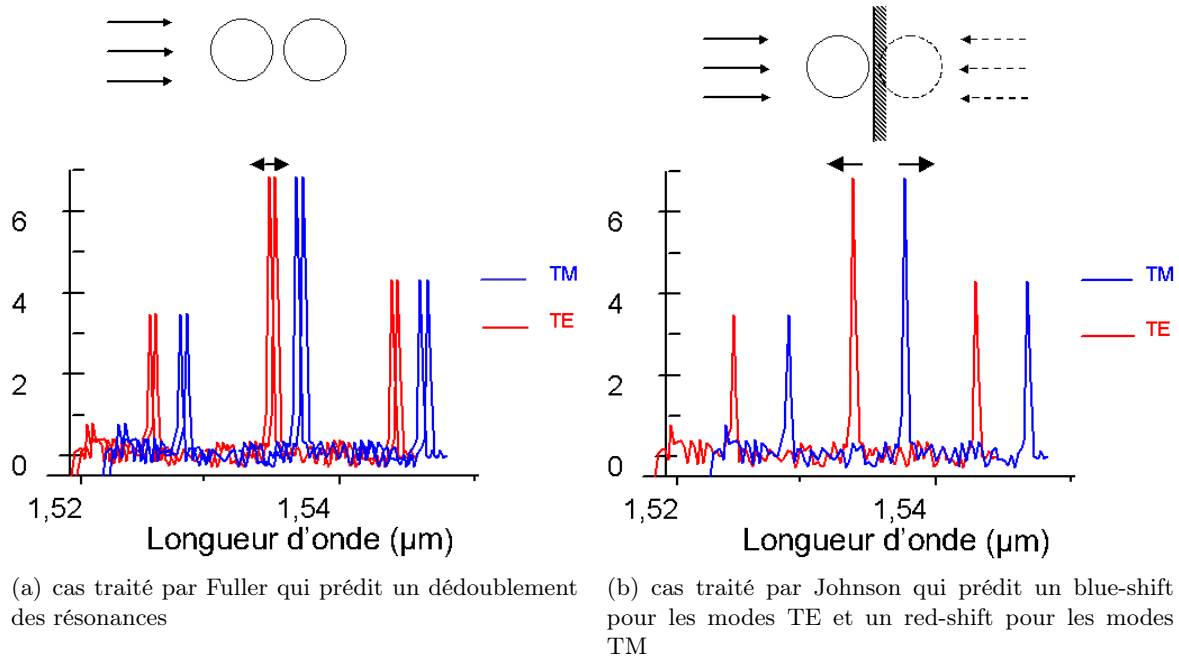 6
4
2
0
TM
TE
1,52
1,54
Longueur d'onde (µm)
(a) cas traité par Fuller qui prédit un dédoublement
des résonances
6
4
2
0
TM
TE
1,52
1,54
Longueur d'onde (µm)
(b) cas traité par Johnson qui prédit un blue-shift
pour les modes TE et un red-shift pour les modes
TM